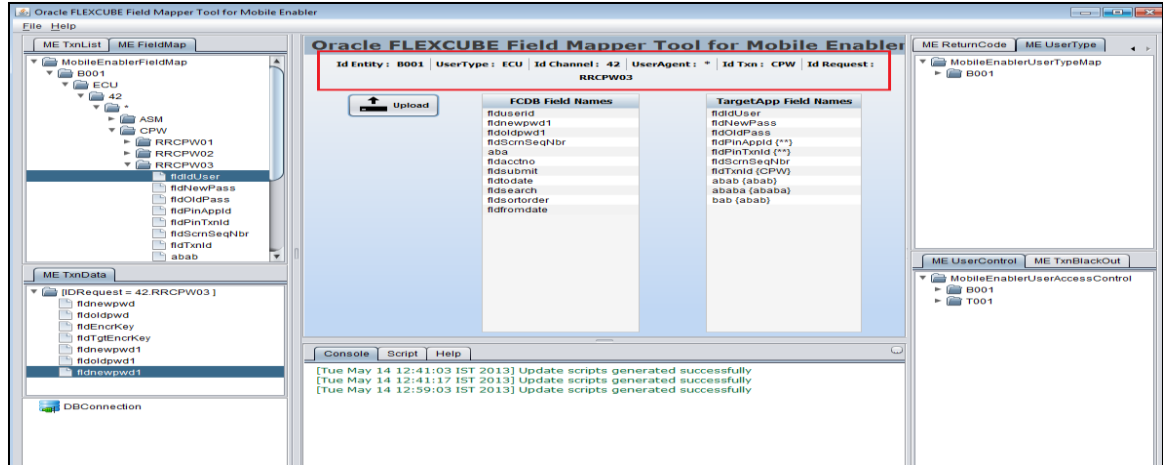 Oracle FLEXCUBE Field Mapper Tool for Mobile Enabler
File Help
ME TxnList ME FieldMap
MobileEnablerFieldMap
B001
ECU
42
*
ASM
CPW
RRCPW01
RRCPW02
RRCPW03
fldIdUser
fldNewPass
fldOldPass
fldPinAppId
fldPinTxnId
fldScrnSeqNbr
fldTxnId
abab
ME TxnData
[IDRequest = 42.RRCPW03 ]
fldnewpwd
fldoldpwd
fldEncrKey
fldTgtEncrKey
fldnewpwd1
fldoldpwd1
fldnewpwd1
DBConnection
Oracle FLEXCUBE Field Mapper Tool for Mobile Enabler
Id Entity : B001 | UserType : ECU | Id Channel : 42 | UserAgent : * | Id Txn : CPW | Id Request :
RRCPW03
Upload
FCDB Field Names
flduserid
fldnewpwd1
fldoldpwd1
fldScrnSeqNbr
aba
fldacctno
fldsubmit
fldtodate
fldsearch
fldsortorder
fldfromdate
TargetApp Field Names
fldIdUser
fldNewPass
fldOldPass
fldPinAppId {**}
fldPinTxnId {**}
fldScrnSeqNbr
fldTxnId {CPW}
abab {abab}
ababa {ababa}
bab {abab}
Console Script Help
[Tue May 14 12:41:03 IST 2013] Update scripts generated successfully
[Tue May 14 12:41:17 IST 2013] Update scripts generated successfully
[Tue May 14 12:59:03 IST 2013] Update scripts generated successfully
ME ReturnCode ME UserType
MobileEnablerUserTypeMap
B001
ME UserControl ME TxnBlackOut
MobileEnablerUserAccessControl
B001
T001